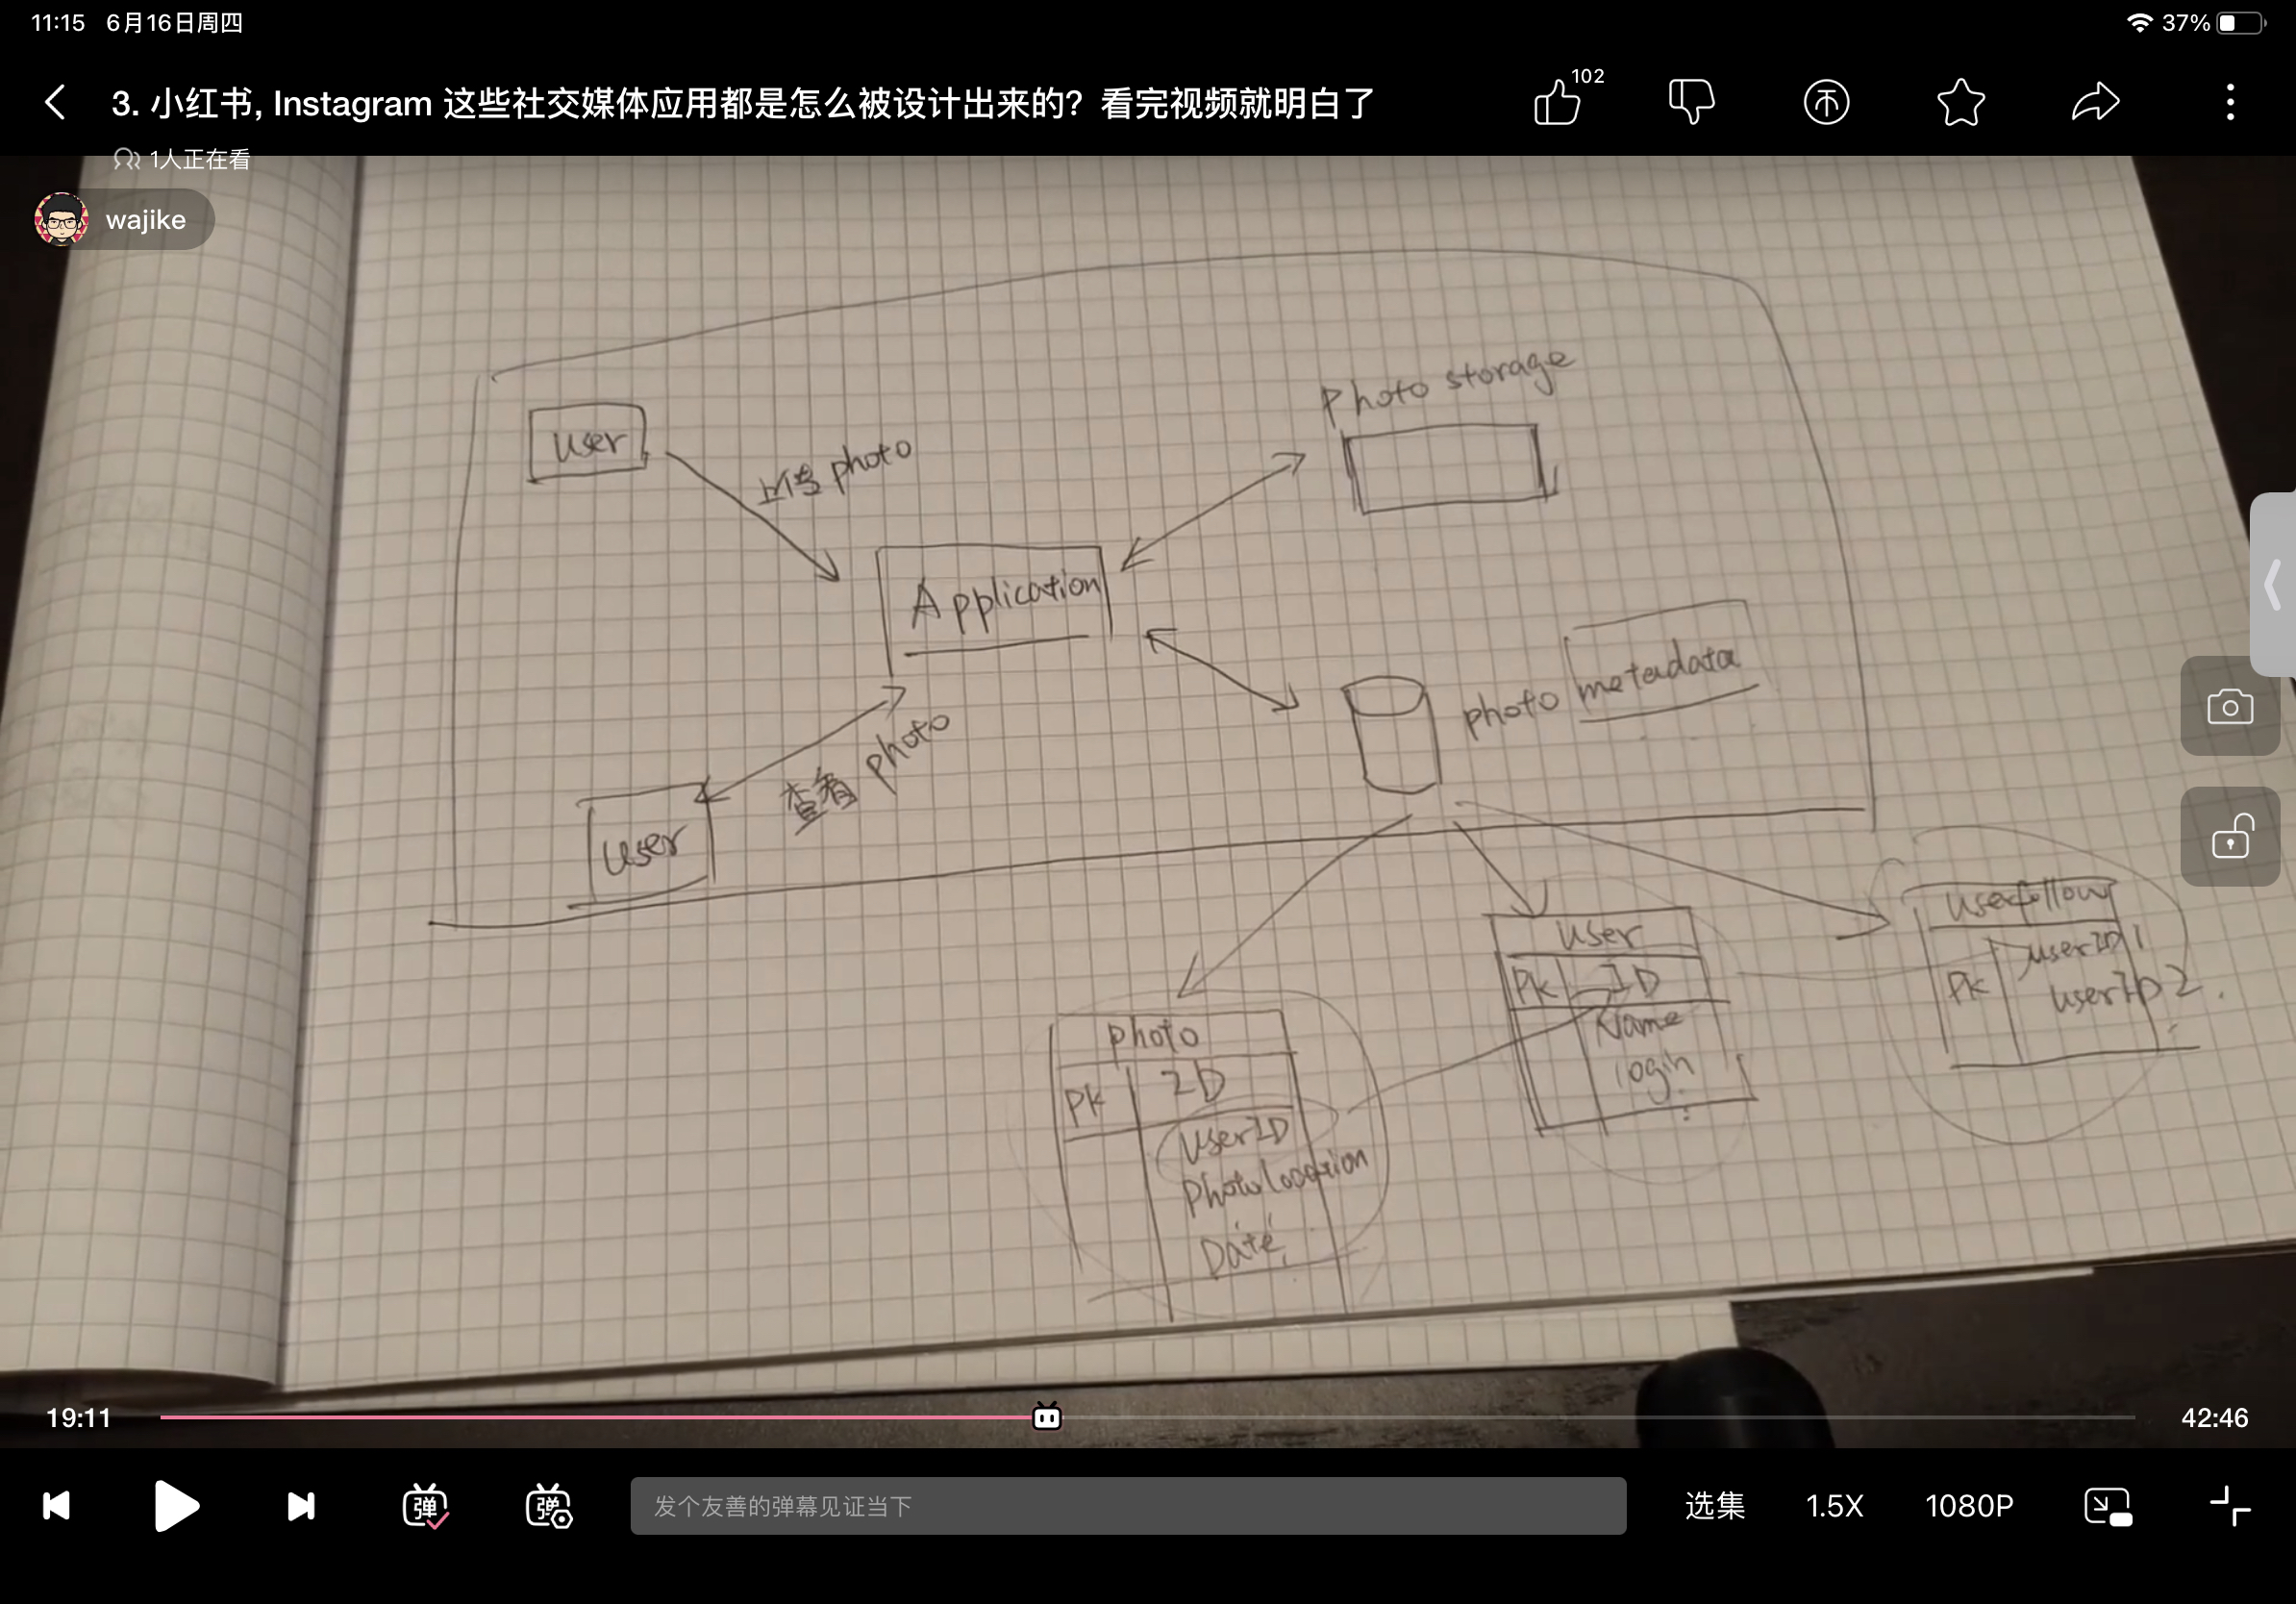 11:15 6月16日周四
37%
3. 小红书, Instagram 这些社交媒体应用都是怎么被设计出来的？看完视频就明白了
102
1人正在看
wajike
Photo storage
user
上传 photo
Application
photo metadata
查看 photo
user
userfollow
PK userID 1
userID 2
user
PK ID
Name
login
photo
PK ID
UserID
Photolocation
Date
19:11
42:46
弹
弹
发个友善的弹幕见证当下
选集
1.5X
1080P